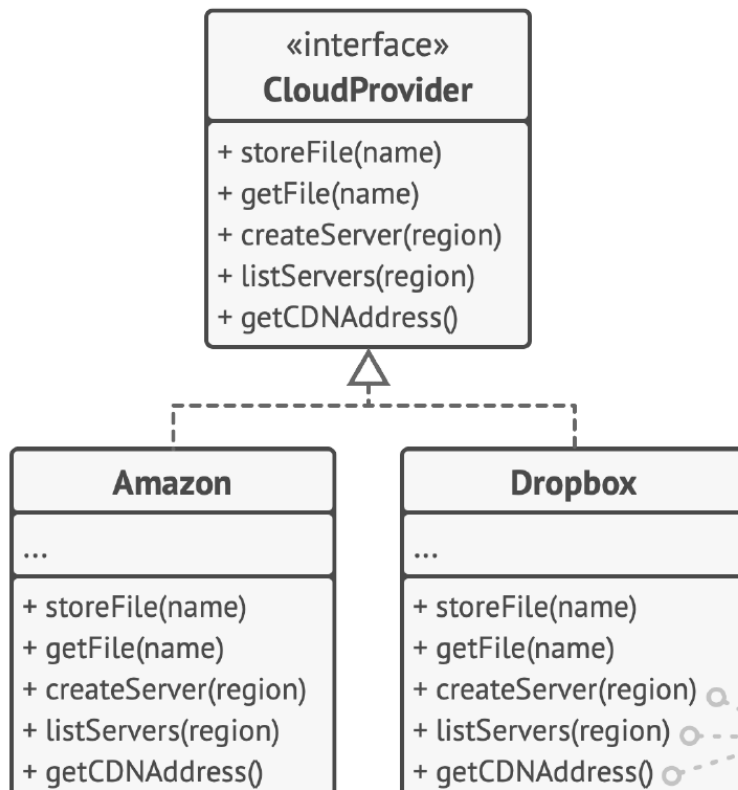 «interface»
CloudProvider
+ storeFile(name)
+ getFile(name)
+ createServer(region)
+ listServers(region)
+ getCDNAddress()
Amazon
...
+ storeFile(name)
+ getFile(name)
+ createServer(region)
+ listServers(region)
+ getCDNAddress()
Dropbox
...
+ storeFile(name)
+ getFile(name)
+ createServer(region)
+ listServers(region)
+ getCDNAddress()